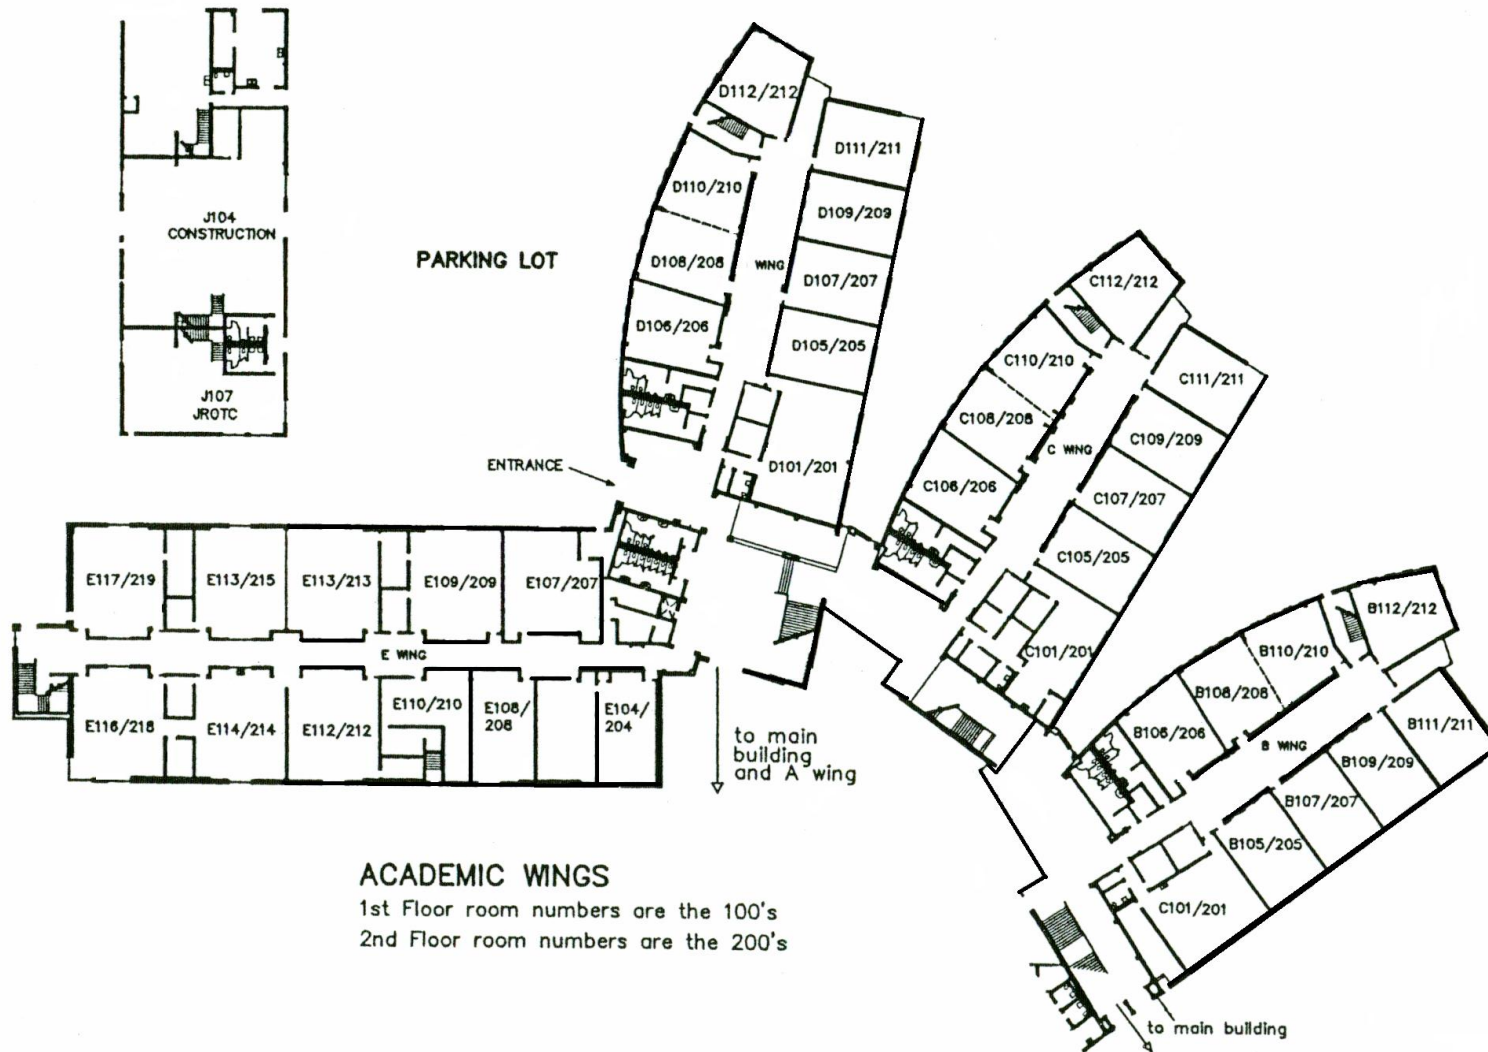 J104
CONSTRUCTION
J107
JROTC
PARKING LOT
ENTRANCE
D112/212
D111/211
D110/210
D109/209
D108/208
WING
D107/207
D106/206
D105/205
D101/201
C112/212
C111/211
C110/210
C109/209
C108/208
C WING
C107/207
C106/206
C105/205
C101/201
B112/212
B111/211
B110/210
B109/209
B108/208
B WING
B107/207
B106/206
B105/205
C101/201
E117/219
E113/215
E113/213
E109/209
E107/207
E WING
E116/218
E114/214
E112/212
E110/210
E108/
208
E104/
204
to main
building
and A wing
ACADEMIC WINGS
1st Floor room numbers are the 100's
2nd Floor room numbers are the 200's
to main building